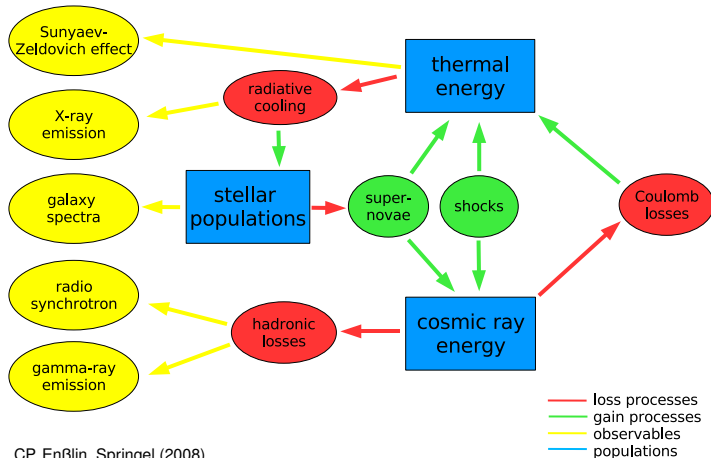 Sunyaev-
Zeldovich effect
thermal
energy
radiative
cooling
X-ray
emission
stellar
populations
super-
novae
shocks
Coulomb
losses
galaxy
spectra
radio
synchrotron
hadronic
losses
cosmic ray
energy
gamma-ray
emission
loss processes
gain processes
observables
populations
CP, Enßlin, Springel (2008)